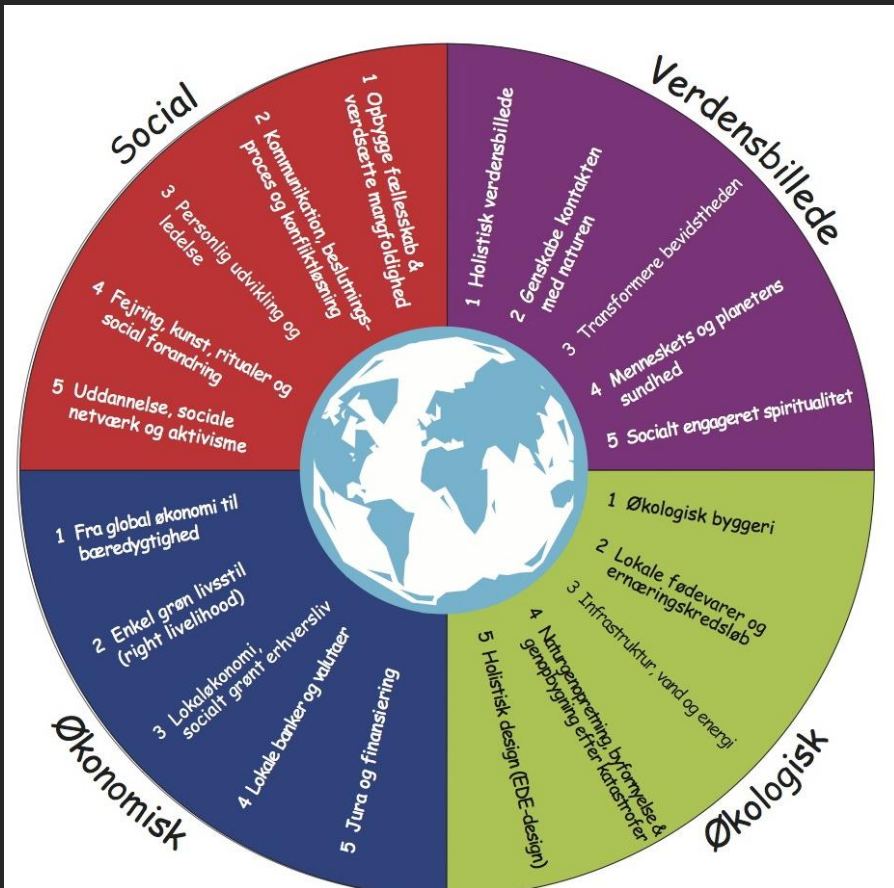 Social
1 Opbygge fællesskab &
værdsætte mangfoldighed
2 Kommunikation, beslutnings-
proces og konfliktløsning
3 Personlig udvikling og
ledelse
4 Fejring, kunst, ritualer og
social forandring
5 Uddannelse, sociale
netværk og aktivisme
Verdensbillede
1 Holistisk verdensbillede
2 Genskabe kontakten
med naturen
3 Transformere bevidstheden
4 Menneskets og planetens
sundhed
5 Socialt engageret spiritualitet
Økonomisk
1 Fra global økonomi til
bæredygtighed
2 Enkel grøn livsstil
(right livelihood)
3 Lokaløkonomi,
socialt grønt erhversliv
4 Lokale banker og valutaer
5 Jura og finansiering
Økologisk
1 Økologisk byggeri
2 Lokale fødevarer og
ernæringskredsløb
3 Infrastruktur, vand og energi
4 Naturgenopretning, byfornyelse &
genopbygning efter katastrofer
5 Holistisk design (EDE-design)